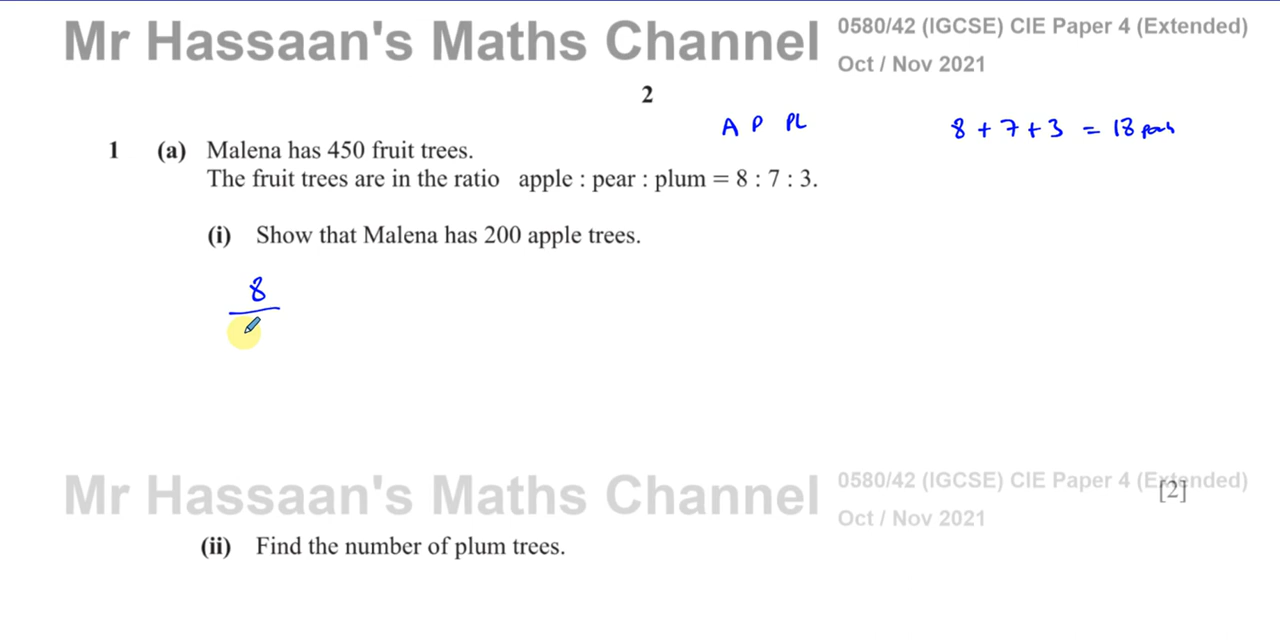 Mr Hassaan's Maths Channel
0580/42 (IGCSE) CIE Paper 4 (Extended)
Oct / Nov 2021
2
A P PL
8 + 7 + 3 = 18 parts
1 (a) Malena has 450 fruit trees.
The fruit trees are in the ratio apple : pear : plum = 8 : 7 : 3.
(i) Show that Malena has 200 apple trees.
8
Mr Hassaan's Maths Channel
0580/42 (IGCSE) CIE Paper 4 (Extended)
[2]
Oct / Nov 2021
(ii) Find the number of plum trees.